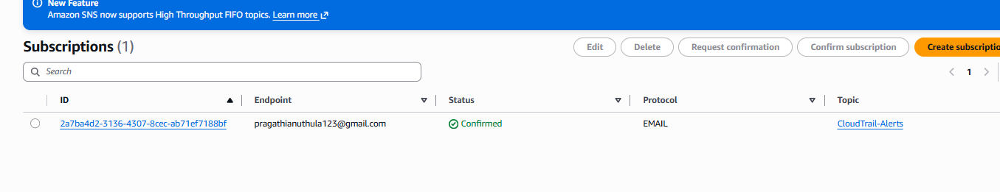 New Feature
Amazon SNS now supports High Throughput FIFO topics. Learn more
Subscriptions (1)
Edit
Delete
Request confirmation
Confirm subscription
Create subscriptio
Search
1
ID Endpoint Status Protocol Topic
2a7ba4d2-3136-4307-8cec-ab71ef7188bf pragathianuthula123@gmail.com Confirmed EMAIL CloudTrail-Alerts